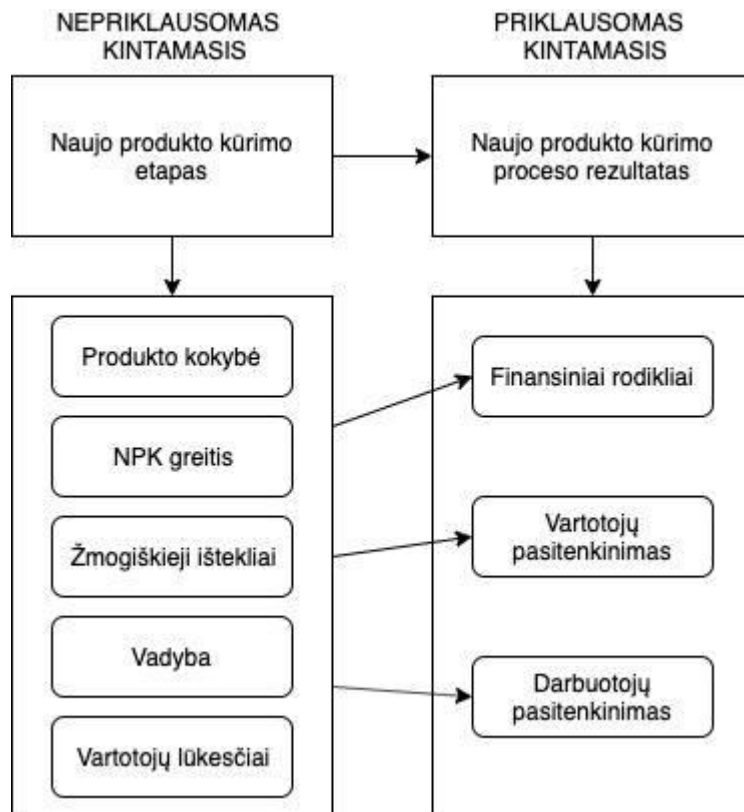 NEPRIKLAUSOMAS
KINTAMASIS
PRIKLAUSOMAS
KINTAMASIS
Naujo produkto kūrimo
etapas
Naujo produkto kūrimo
proceso rezultatas
Produkto kokybė
NPK greitis
Žmogiškieji ištekliai
Vadyba
Vartotojų lūkesčiai
Finansiniai rodikliai
Vartotojų
pasitenkinimas
Darbuotojų
pasitenkinimas